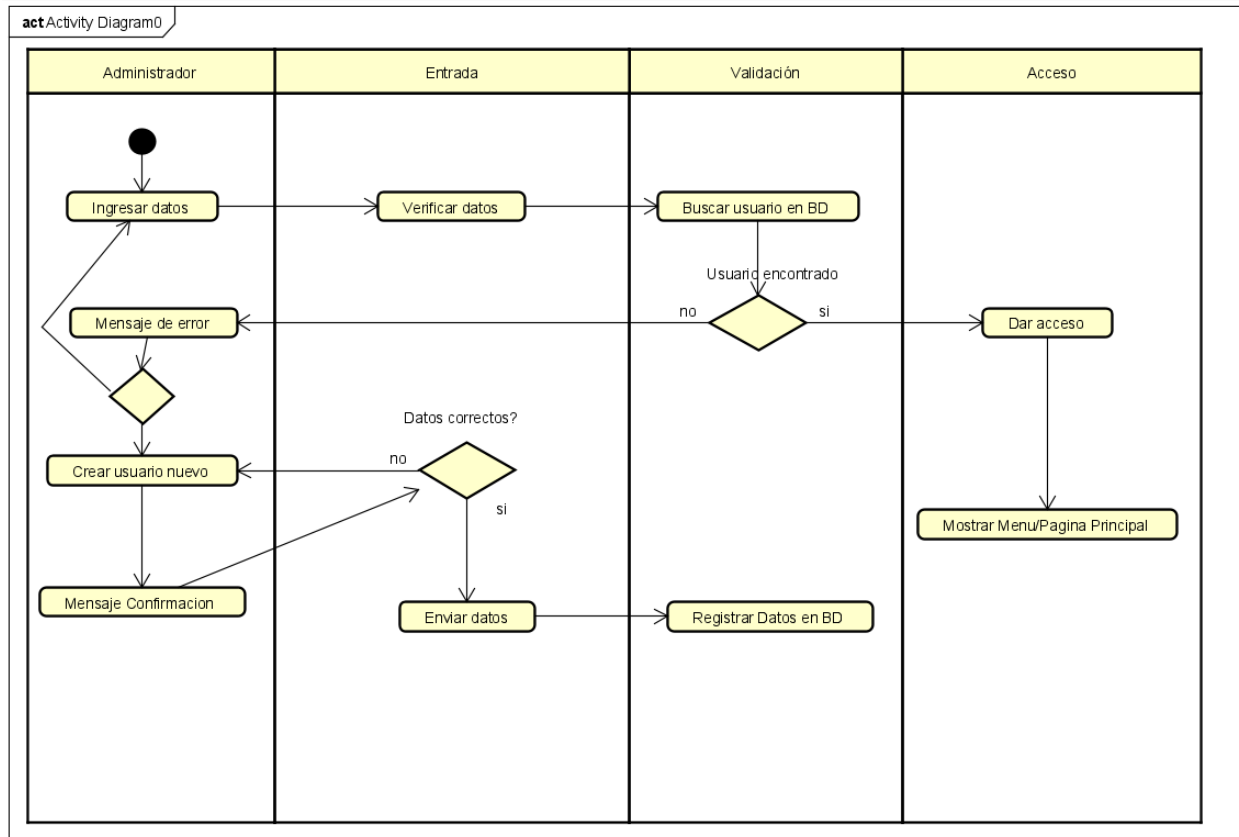 act Activity Diagram0
Administrador
Entrada
Validación
Acceso
Ingresar datos
Verificar datos
Buscar usuario en BD
Usuario encontrado
Mensaje de error
no
si
Dar acceso
Datos correctos?
Crear usuario nuevo
no
si
Mostrar Menu/Pagina Principal
Mensaje Confirmacion
Enviar datos
Registrar Datos en BD